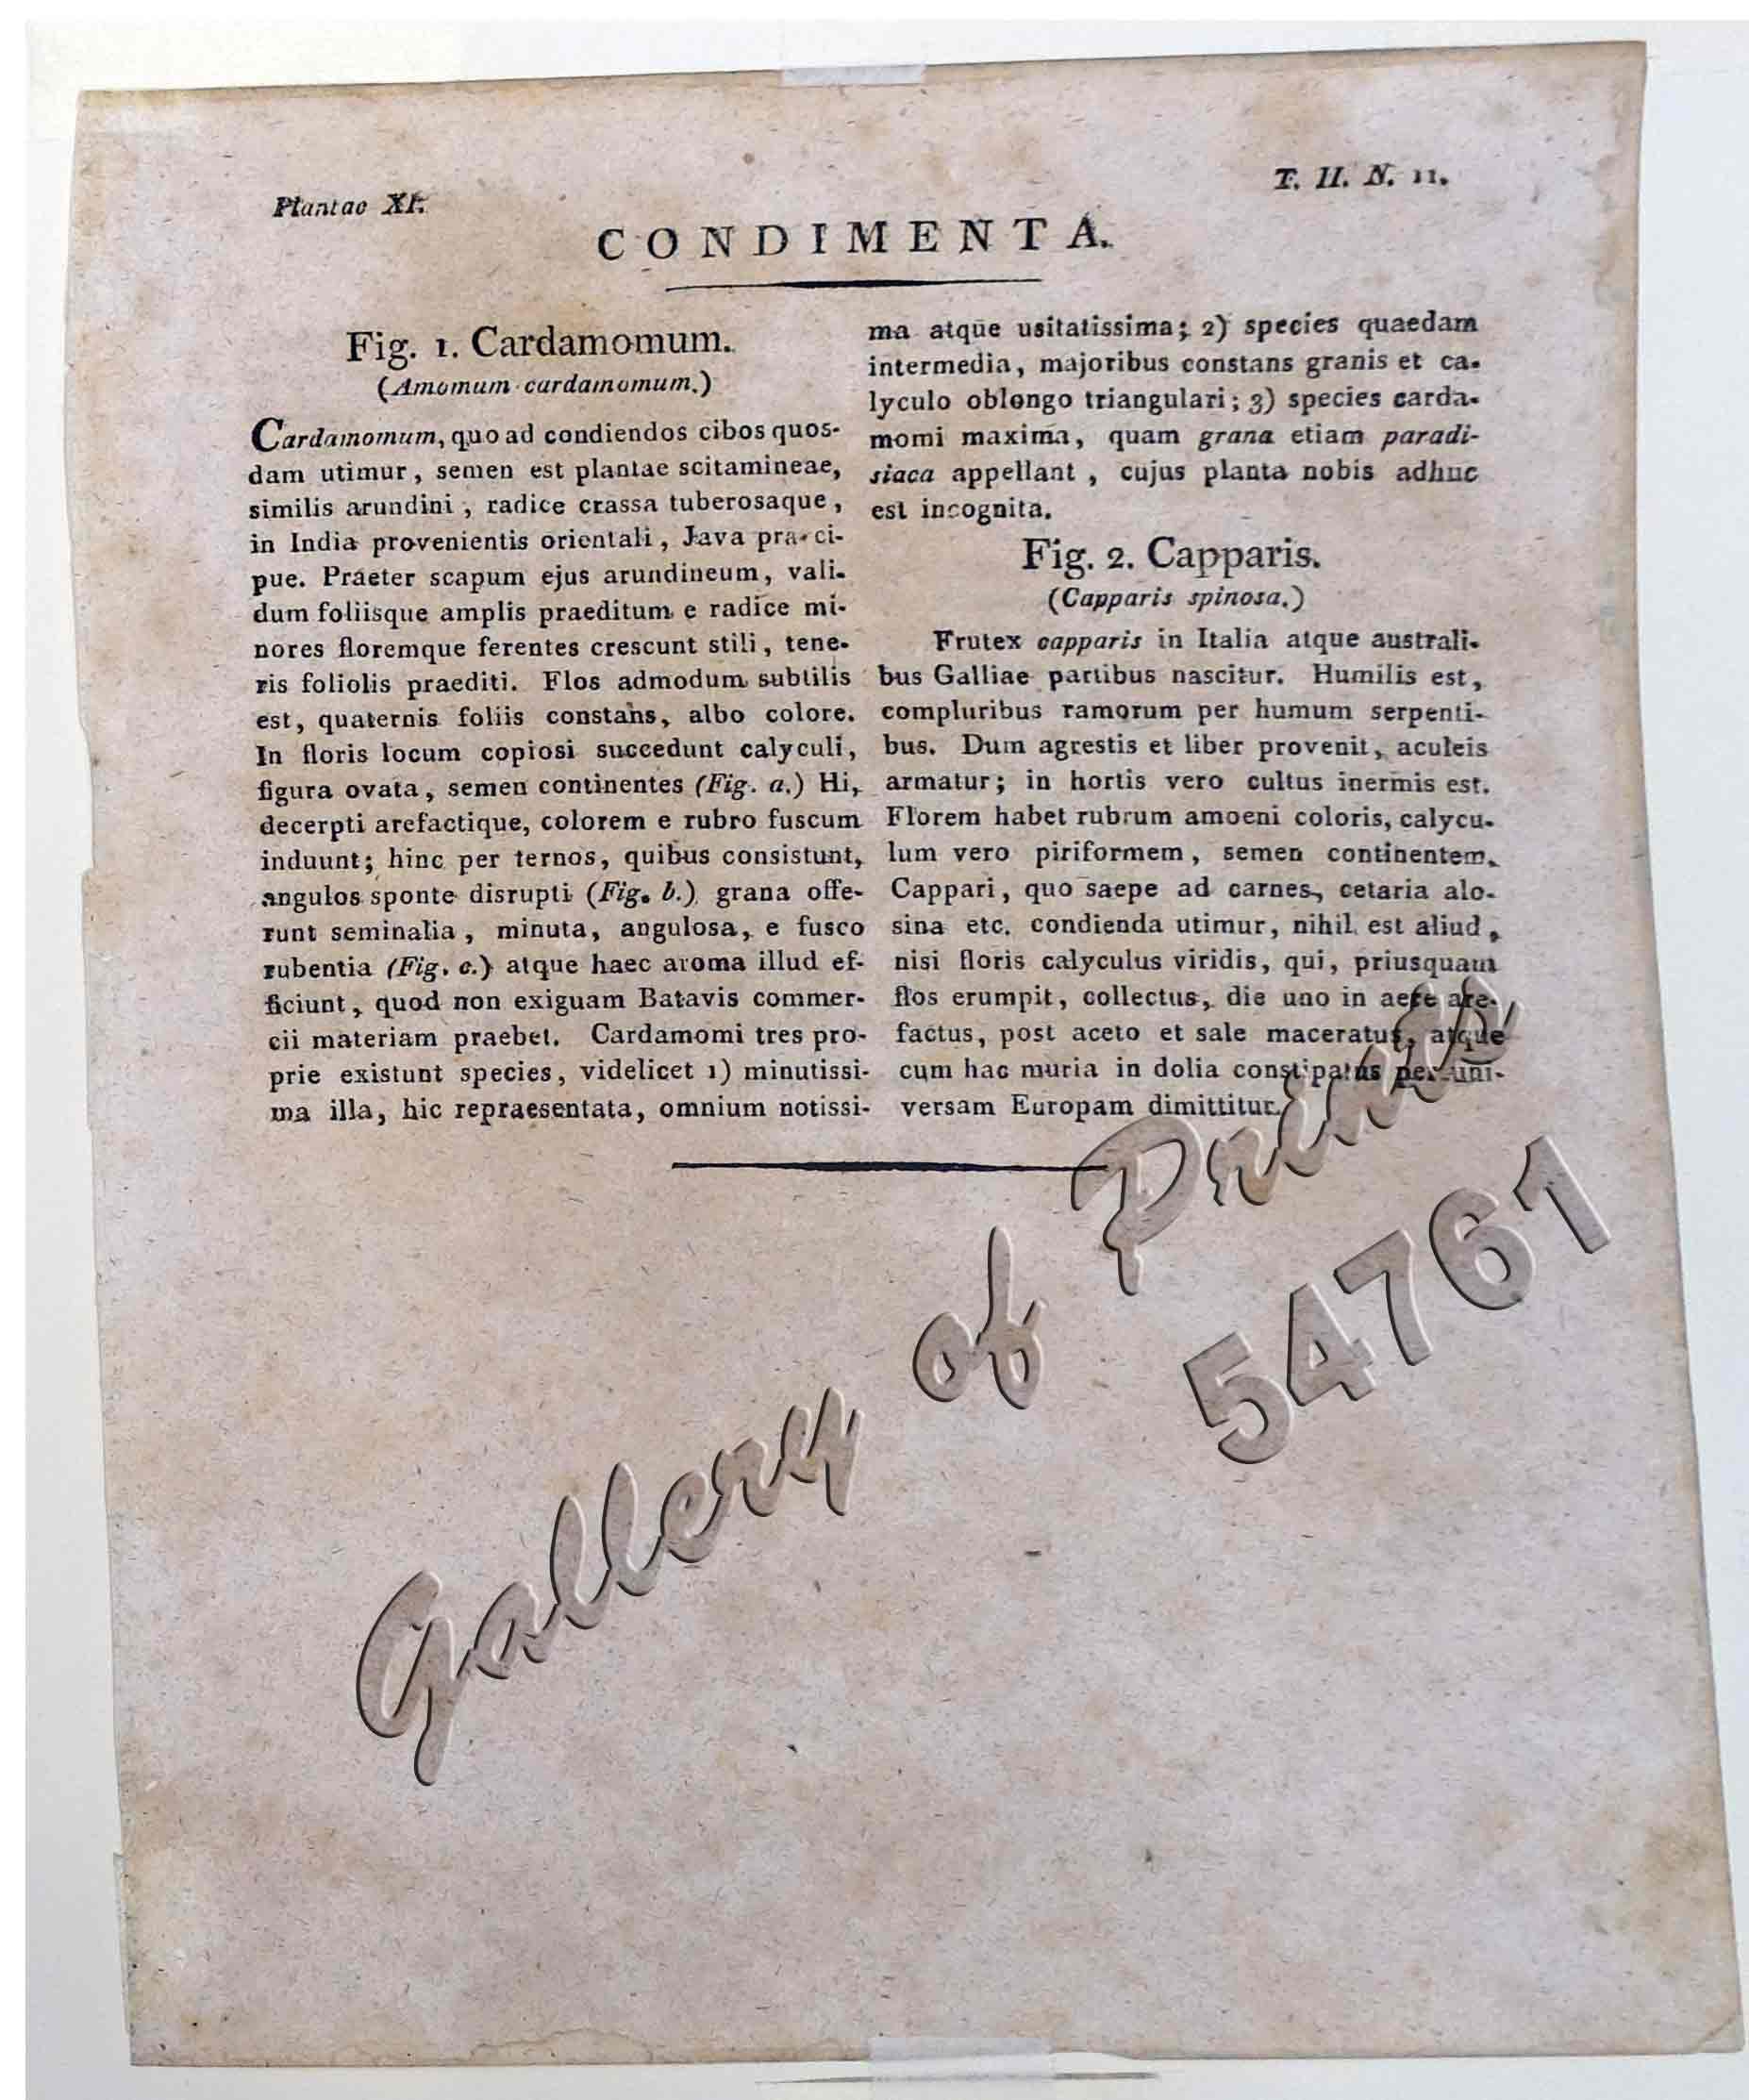 Plantae XI.
T. II. N. 11.
CONDIMENTA.
Fig. 1. Cardamomum.
(Amomum cardamomum.)
Cardamomum, quo ad condiendos cibos quos-
dam utimur, semen est plantae scitamineae,
similis arundini, radice crassa tuberosaque,
in India provenientis orientali, Java praeci-
pue. Praeter scapum ejus arundineum, vali-
dum foliisque amplis praeditum e radice mi-
nores floremque ferentes crescunt stili, tene-
ris foliolis praediti. Flos admodum subtilis
est, quaternis foliis constans, albo colore.
In floris locum copiosi succedunt calyculi,
figura ovata, semen continentes (Fig. a.) Hi,
decerpti arefactique, colorem e rubro fuscum
induunt; hinc per ternos, quibus consistunt,
angulos sponte disrupti (Fig. b.) grana offe-
runt seminalia, minuta, angulosa, e fusco
rubentia (Fig. c.) atque haec aroma illud ef-
ficiunt, quod non exiguam Batavis commer-
cii materiam praebet. Cardamomi tres pro-
prie existunt species, videlicet 1) minutissi-
ma illa, hic repraesentata, omnium notissi-
ma atque usitatissima; 2) species quaedam
intermedia, majoribus constans granis et ca-
lyculo oblongo triangulari; 3) species carda-
momi maxima, quam grana etiam paradi-
siaca appellant, cujus planta nobis adhuc
est incognita.
Fig. 2. Capparis.
(Capparis spinosa.)
Frutex capparis in Italia atque australi-
bus Galliae partibus nascitur. Humilis est,
compluribus ramorum per humum serpenti-
bus. Dum agrestis et liber provenit, aculeis
armatur; in hortis vero cultus inermis est.
Florem habet rubrum amoeni coloris, calycu-
lum vero piriformem, semen continentem.
Cappari, quo saepe ad carnes, cetaria alo-
sina etc. condienda utimur, nihil est aliud,
nisi floris calyculus viridis, qui, priusquam
flos erumpit, collectus, die uno in aere are-
factus, post aceto et sale maceratus, atque
cum hac muria in dolia constipatus per uni-
versam Europam dimittitur.
Gallery of Prints
54761